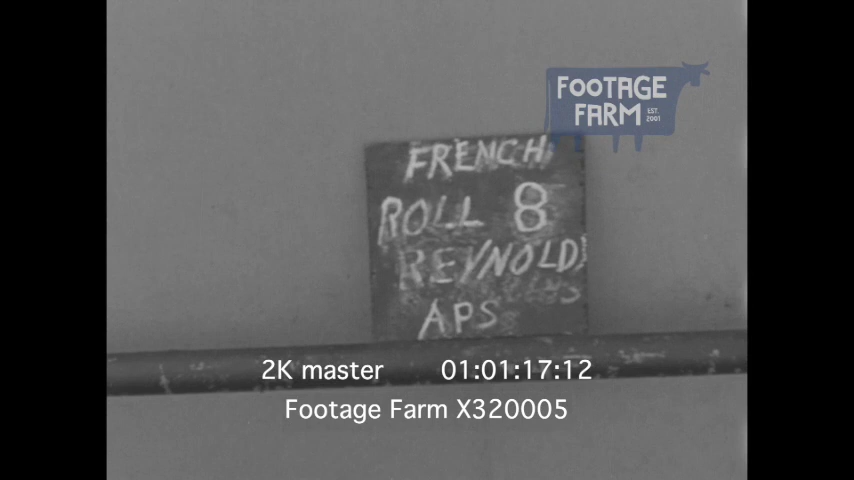 FOOTAGE
FARM
EST.
2001
FRENCH
ROLL 8
REYNOLD
APS
2K master 01:01:17:12
Footage Farm X320005